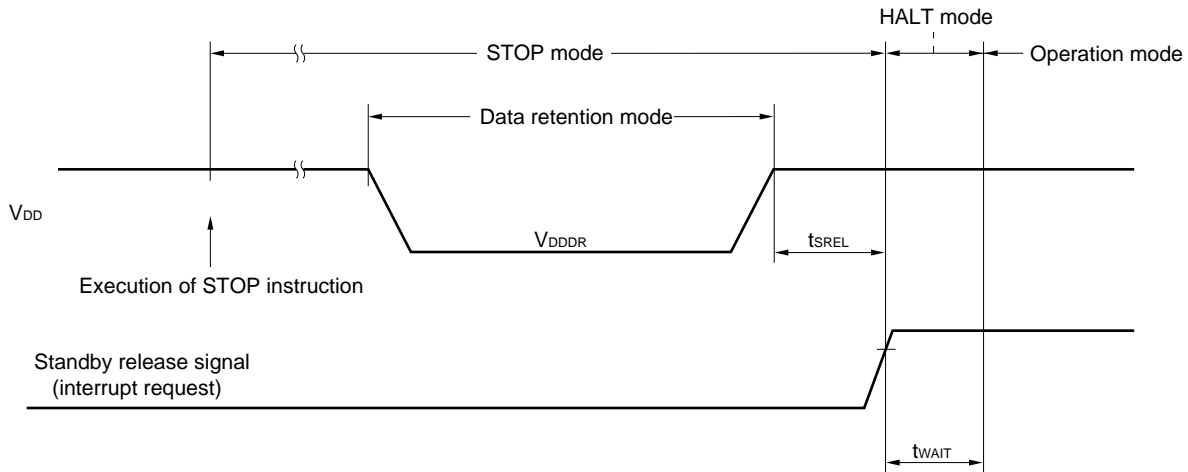 HALT mode
STOP mode
Operation mode
Data retention mode
VDD
VDDDR
tSREL
Execution of STOP instruction
Standby release signal
(interrupt request)
tWAIT